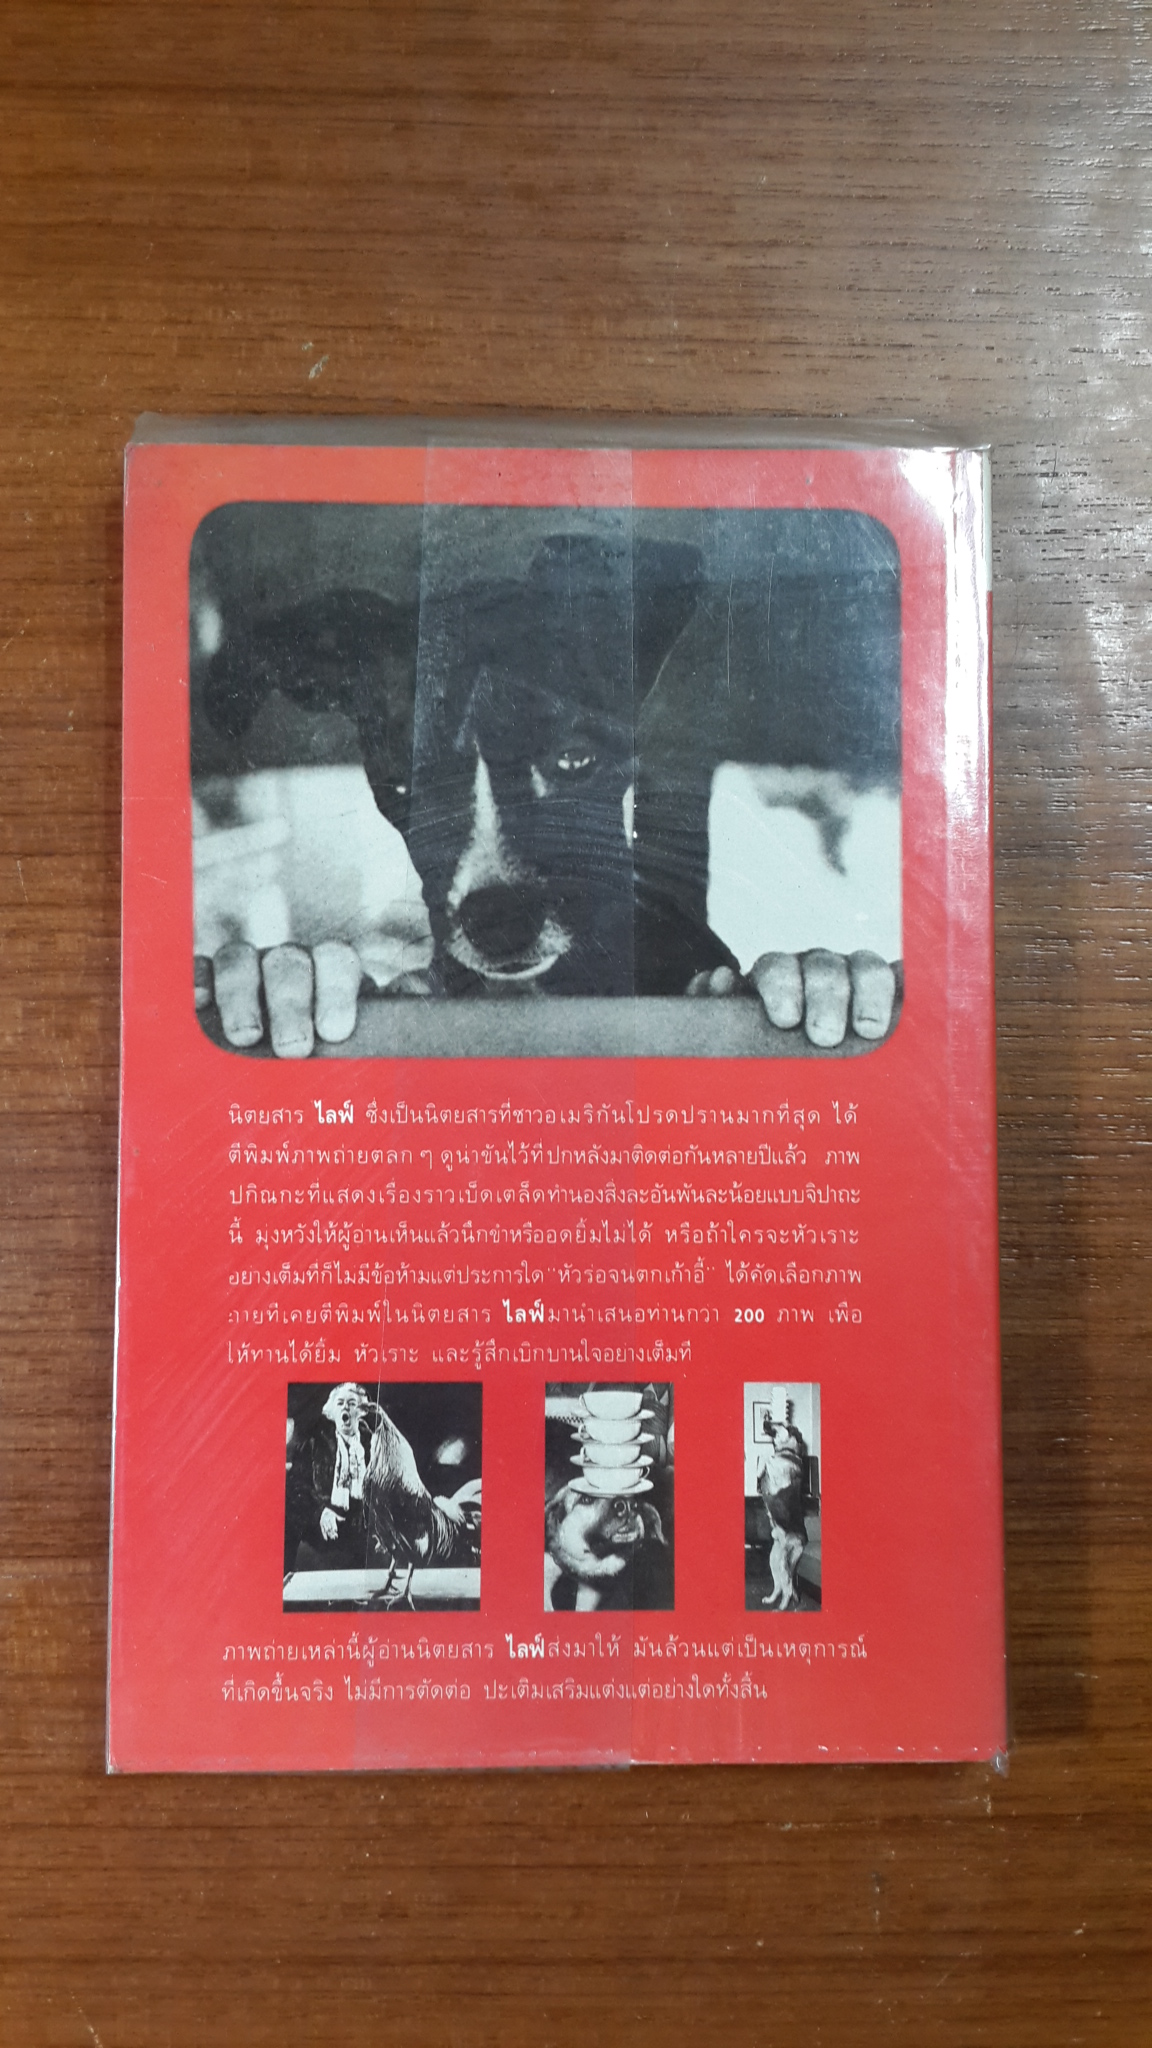 นิตยสาร ไลฟ์ ซึ่งเป็นนิตยสารที่ชาวอเมริกันโปรดปรานมากที่สุด ได้
ตีพิมพ์ภาพถ่ายตลก ๆ ดูน่าขันไว้ที่ปกหลังมาติดต่อกันหลายปีแล้ว ภาพ
ปกิณกะที่แสดงเรื่องราวเบ็ดเตล็ดทำนองสิ่งละอันพันละน้อยแบบจิปาถะ
นี้ มุ่งหวังให้ผู้อ่านเห็นแล้วนึกขำหรืออดยิ้มไม่ได้ หรือถ้าใครจะหัวเราะ
อย่างเต็มที่ก็ไม่มีข้อห้ามแต่ประการใด "หัวร่อจนตกเก้าอี้" ได้คัดเลือกภาพ
ถ่ายที่เคยตีพิมพ์ในนิตยสาร ไลฟ์มานำเสนอท่านกว่า 200 ภาพ เพื่อ
ให้ท่านได้ยิ้ม หัวเราะ และรู้สึกเบิกบานใจอย่างเต็มที่
ภาพถ่ายเหล่านี้ผู้อ่านนิตยสาร ไลฟ์ส่งมาให้ มันล้วนแต่เป็นเหตุการณ์
ที่เกิดขึ้นจริง ไม่มีการตัดต่อ ปะเติมเสริมแต่งแต่อย่างใดทั้งสิ้น